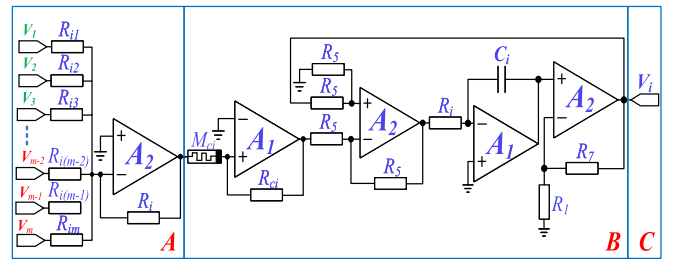 V1 Ri1
V2 Ri2
V3 Ri3
Vm-2 Ri(m-2)
Vm-1 Ri(m-1)
Vm Rim
+
−
A2
Ri
A
Mci
−
+
A1
Rci
R5
R5
R5
+
−
A2
R5
Ri
Ci
−
+
A1
+
−
A2
R7
R1
Vi
B
C